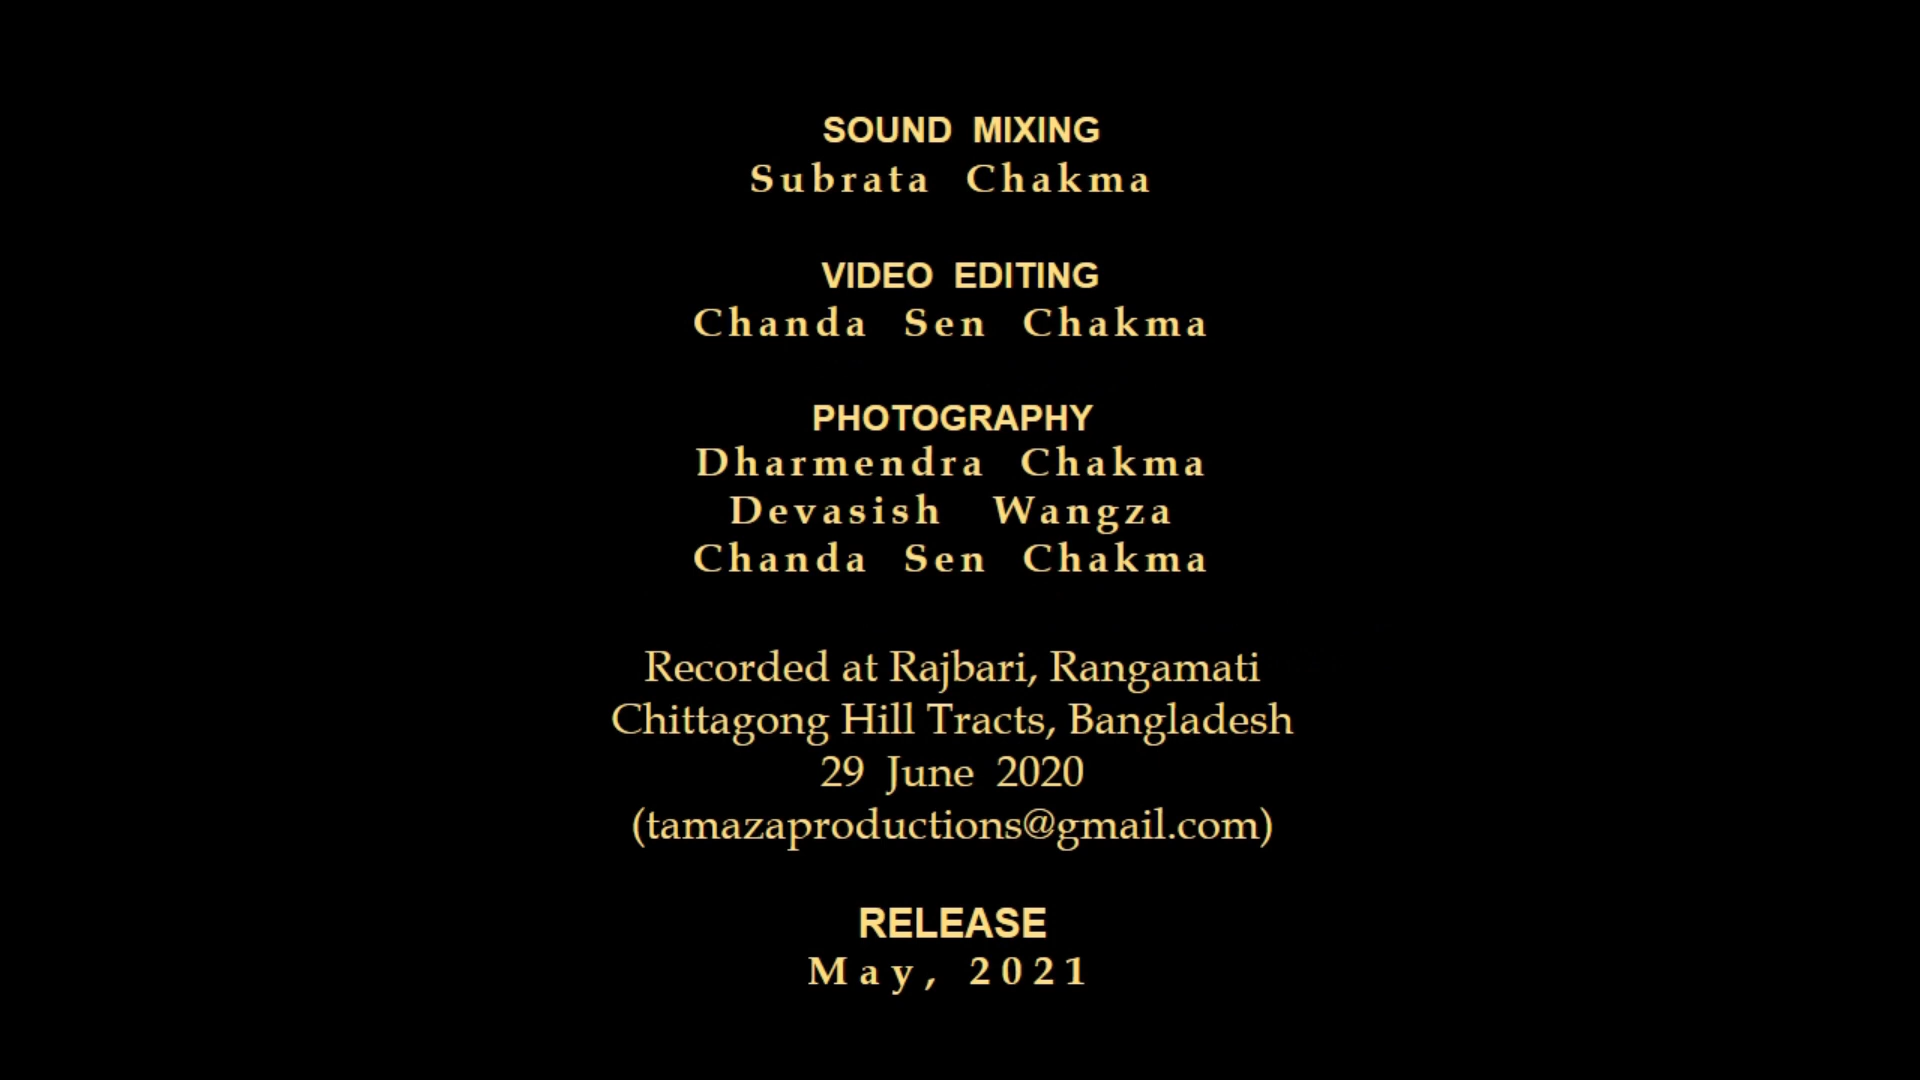 SOUND MIXING
Subrata Chakma
VIDEO EDITING
Chanda Sen Chakma
PHOTOGRAPHY
Dharmendra Chakma
Devasish Wangza
Chanda Sen Chakma
Recorded at Rajbari, Rangamati
Chittagong Hill Tracts, Bangladesh
29 June 2020
(tamazaproductions@gmail.com)
RELEASE
May, 2021